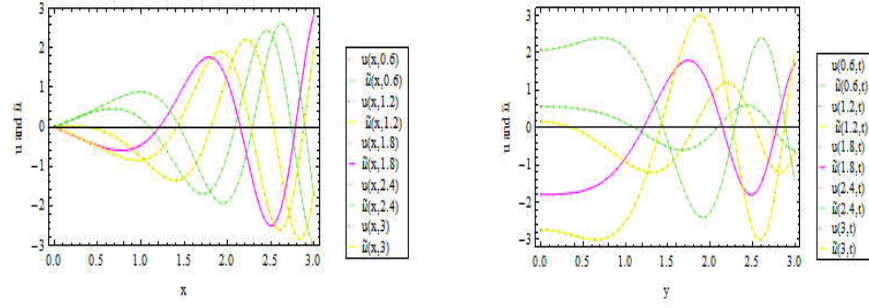 3
2
1
0
-1
-2
-3
0.0 0.5 1.0 1.5 2.0 2.5 3.0
x
u and ũ
u(x,0.6)
ũ(x,0.6)
u(x,1.2)
ũ(x,1.2)
u(x,1.8)
ũ(x,1.8)
u(x,2.4)
ũ(x,2.4)
u(x,3)
ũ(x,3)
3
2
1
0
-1
-2
-3
0.0 0.5 1.0 1.5 2.0 2.5 3.0
y
u and ũ
u(0.6,t)
ũ(0.6,t)
u(1.2,t)
ũ(1.2,t)
u(1.8,t)
ũ(1.8,t)
u(2.4,t)
ũ(2.4,t)
u(3,t)
ũ(3,t)